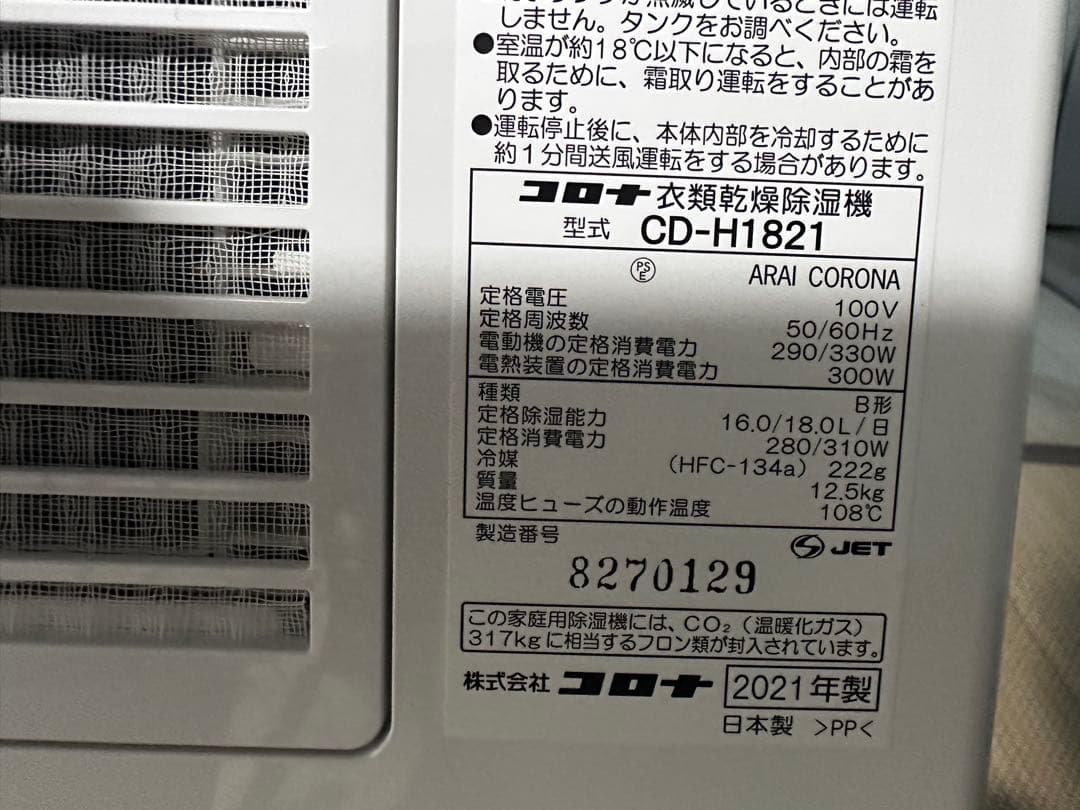 しません。タンクをお調べください。
●室温が約18℃以下になると、内部の霜を
取るために、霜取り運転をすることがあ
ります。
●運転停止後に、本体内部を冷却するために
約1分間送風運転をする場合があります。
コロナ衣類乾燥除湿機
型式 CD-H1821
PSE ARAI CORONA
定格電圧 100V
定格周波数 50/60Hz
電動機の定格消費電力 290/330W
電熱装置の定格消費電力 300W
種類 B形
定格除湿能力 16.0/18.0L/日
定格消費電力 280/310W
冷媒 (HFC-134a) 222g
質量 12.5kg
温度ヒューズの動作温度 108℃
製造番号 JET
8270129
この家庭用除湿機には、CO₂(温暖化ガス)
317kgに相当するフロン類が封入されています。
株式会社 コロナ 2021年製
日本製 >PP<